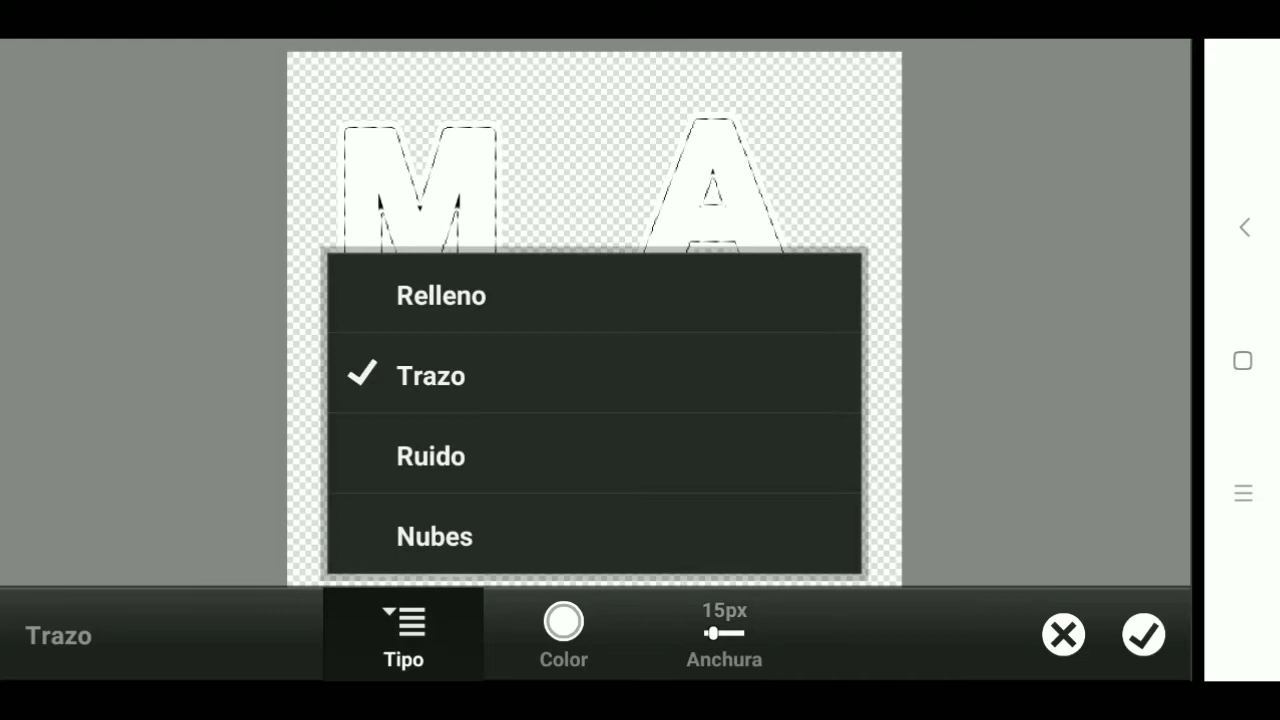 M A
Relleno
Trazo
Ruido
Nubes
15px
Trazo
Tipo
Color
Anchura